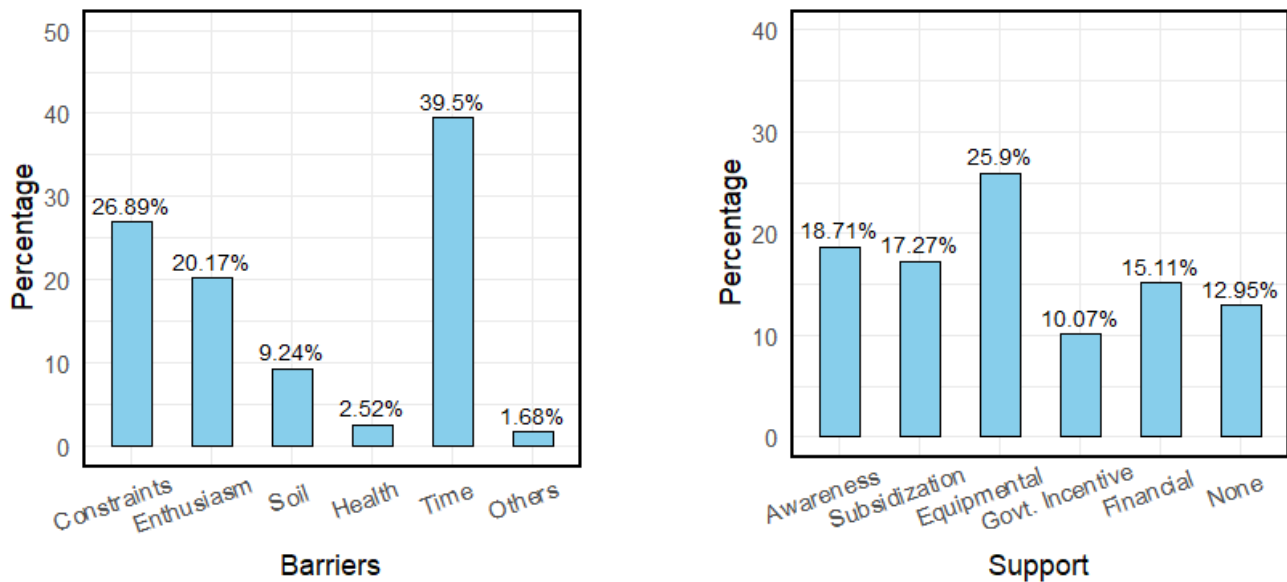 50
40
30
20
10
0
Percentage
26.89%
20.17%
9.24%
2.52%
39.5%
1.68%
Constraints
Enthusiasm
Soil
Health
Time
Others
Barriers
40
30
20
10
0
Percentage
18.71%
17.27%
25.9%
10.07%
15.11%
12.95%
Awareness
Subsidization
Equipmental
Govt. Incentive
Financial
None
Support